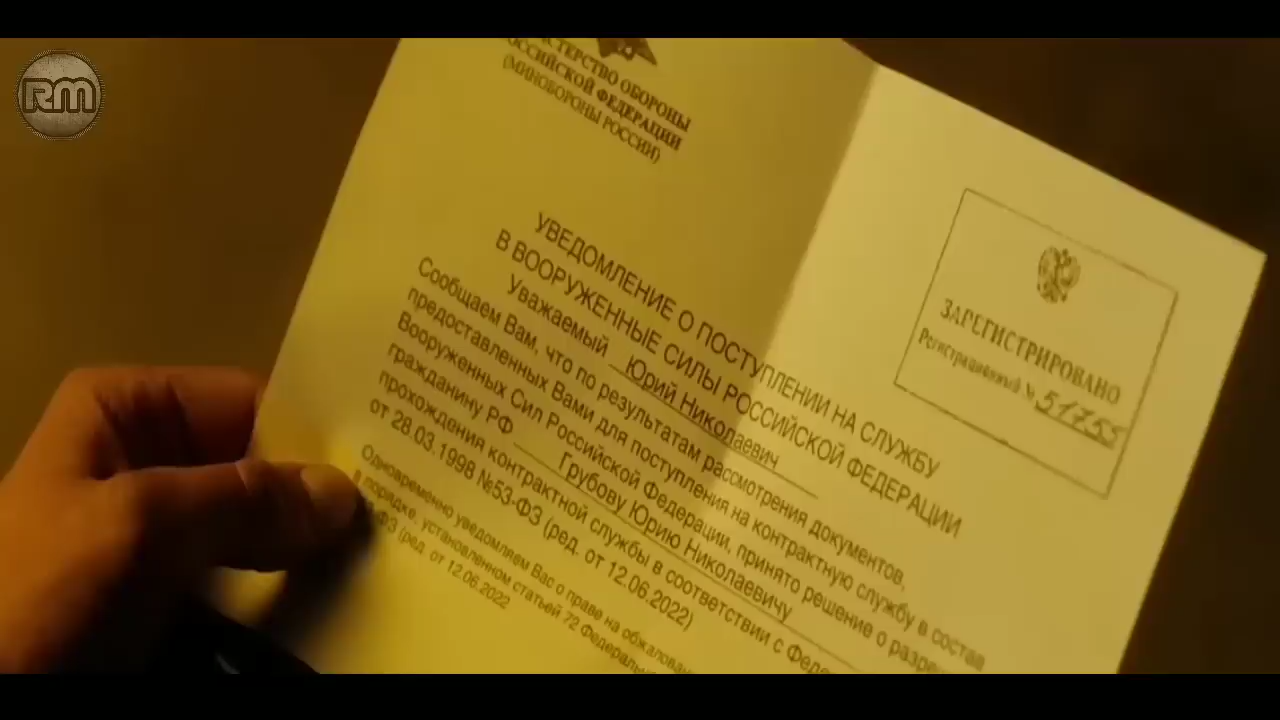 RM
МИНИСТЕРСТВО ОБОРОНЫ
РОССИЙСКОЙ ФЕДЕРАЦИИ
(МИНОБОРОНЫ РОССИИ)
УВЕДОМЛЕНИЕ О ПОСТУПЛЕНИИ НА СЛУЖБУ
В ВООРУЖЕННЫЕ СИЛЫ РОССИЙСКОЙ ФЕДЕРАЦИИ
Уважаемый Юрий Николаевич
Сообщаем Вам, что по результатам рассмотрения документов,
предоставленных Вами для поступления на контрактную службу в состав
Вооруженных Сил Российской Федерации, принято решение о разре
гражданину РФ Грубову Юрию Николаевичу
прохождения контрактной службы в соответствии с Феде
от 28.03.1998 №53-ФЗ (ред. от 12.06.2022)
Одновременно уведомляем Вас о праве на обжалован
в порядке, установленном статьей 72 Федеральн
-ФЗ (ред. от 12.06.2022
ЗАРЕГИСТРИРОВАНО
Регистрационный № 51755